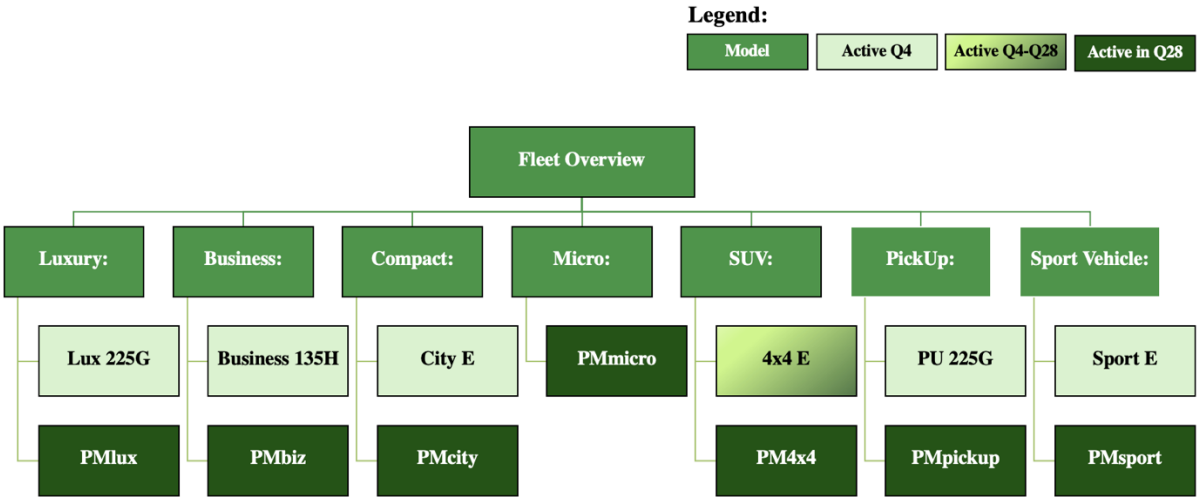 Legend:
Model
Active Q4
Active Q4-Q28
Active in Q28
Fleet Overview
Luxury:
Business:
Compact:
Micro:
SUV:
PickUp:
Sport Vehicle:
Lux 225G
Business 135H
City E
PMmicro
4x4 E
PU 225G
Sport E
PMlux
PMbiz
PMcity
PM4x4
PMpickup
PMsport